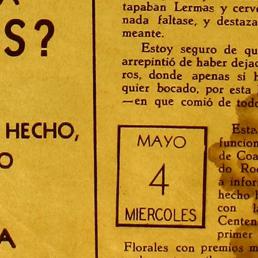 S?
HECHO,
O
A
tapaban Lermas y cerve
nada faltase, y destaza
meante.
Estoy seguro de qu
arrepintió de haber dejac
ros, donde apenas si h
quier bocado, por esta
—en que comió de todo
MAYO
4
MIERCOLES
Esta
funcion
de Coa
do Roc
a infor
hecho l
con la
Centen
primer
Florales con premios m